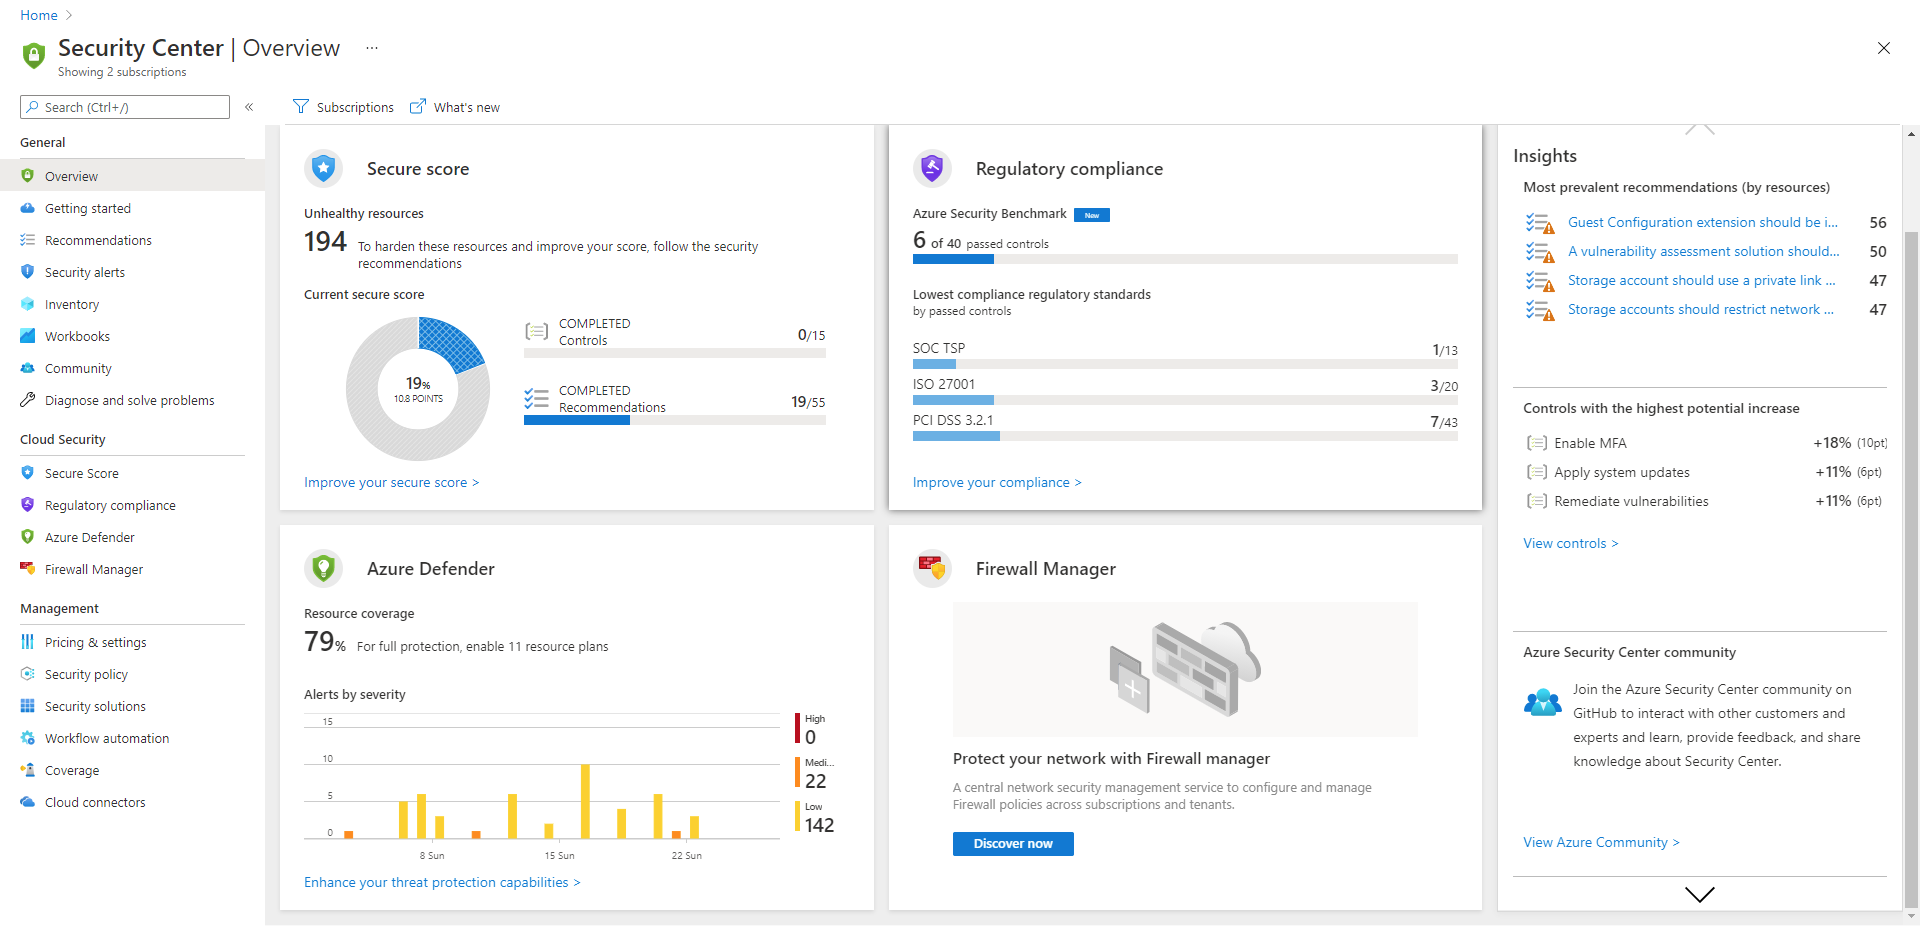 Home >
Security Center | Overview ...
Showing 2 subscriptions
Search (Ctrl+/)
«
Subscriptions
What's new
General
Overview
Getting started
Recommendations
Security alerts
Inventory
Workbooks
Community
Diagnose and solve problems
Cloud Security
Secure Score
Regulatory compliance
Azure Defender
Firewall Manager
Management
Pricing & settings
Security policy
Security solutions
Workflow automation
Coverage
Cloud connectors
Secure score
Unhealthy resources
194 To harden these resources and improve your score, follow the security
recommendations
Current secure score
19%
10.8 POINTS
COMPLETED
Controls
0/15
COMPLETED
Recommendations
19/55
Improve your secure score >
Regulatory compliance
Azure Security Benchmark New
6 of 40 passed controls
Lowest compliance regulatory standards
by passed controls
SOC TSP 1/13
ISO 27001 3/20
PCI DSS 3.2.1 7/43
Improve your compliance >
Azure Defender
Resource coverage
79% For full protection, enable 11 resource plans
Alerts by severity
15
10
5
0
8 Sun
15 Sun
22 Sun
High
0
Medi...
22
Low
142
Enhance your threat protection capabilities >
Firewall Manager
Protect your network with Firewall manager
A central network security management service to configure and manage
Firewall policies across subscriptions and tenants.
Discover now
Insights
Most prevalent recommendations (by resources)
Guest Configuration extension should be i... 56
A vulnerability assessment solution should... 50
Storage account should use a private link ... 47
Storage accounts should restrict network ... 47
Controls with the highest potential increase
Enable MFA +18% (10pt)
Apply system updates +11% (6pt)
Remediate vulnerabilities +11% (6pt)
View controls >
Azure Security Center community
Join the Azure Security Center community on
GitHub to interact with other customers and
experts and learn, provide feedback, and share
knowledge about Security Center.
View Azure Community >